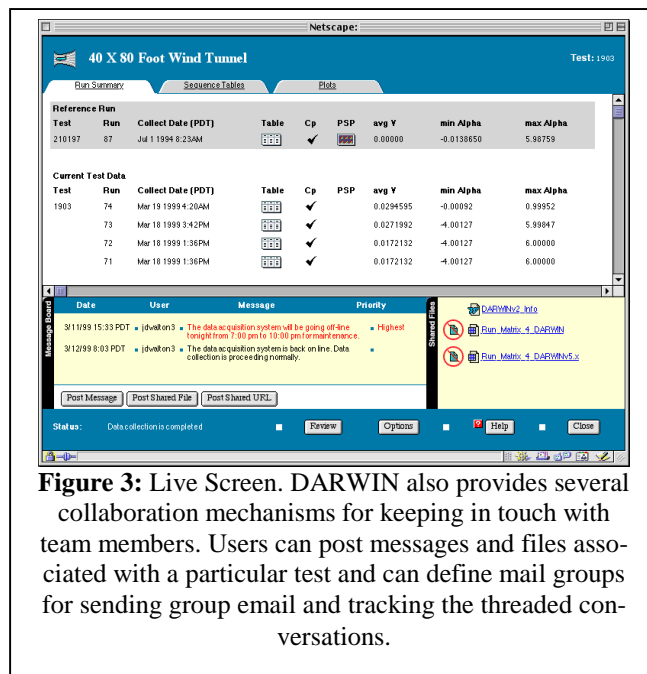 Netscape:
40 X 80 Foot Wind Tunnel
Test: 1903
Run Summary Sequence Tables Plots
Reference Run
Test Run Collect Date (PDT) Table Cp PSP avg Ψ min Alpha max Alpha
210197 87 Jul 1 1994 8:23AM 0.00000 -0.0138650 5.98759
Current Test Data
Test Run Collect Date (PDT) Table Cp PSP avg Ψ min Alpha max Alpha
1903 74 Mar 19 1999 4:20AM 0.0294595 -0.00092 0.99952
73 Mar 18 1999 3:42PM 0.0271992 -4.00127 5.99847
72 Mar 18 1999 1:36PM 0.0172132 -4.00127 6.00000
71 Mar 18 1999 1:36PM 0.0172132 -4.00127 6.00000
Message Board
Date User Message Priority
3/11/99 15:33 PDT jdwalton3 The data acquisition system will be going off-line
tonight from 7:00 pm to 10:00 pm for maintenance.
Highest
3/12/99 8:03 PDT jdwalton3 The data acquisition system is back on line. Data
collection is proceeding normally.
Shared Files
DARWINv2_Info
Run_Matrix_4_DARWIN
Run_Matrix_4_DARWINv5.x
Post Message Post Shared File Post Shared URL
Status: Data collection is completed Review Options ? Help Close
Figure 3: Live Screen. DARWIN also provides several
collaboration mechanisms for keeping in touch with
team members. Users can post messages and files asso-
ciated with a particular test and can define mail groups
for sending group email and tracking the threaded con-
versations.